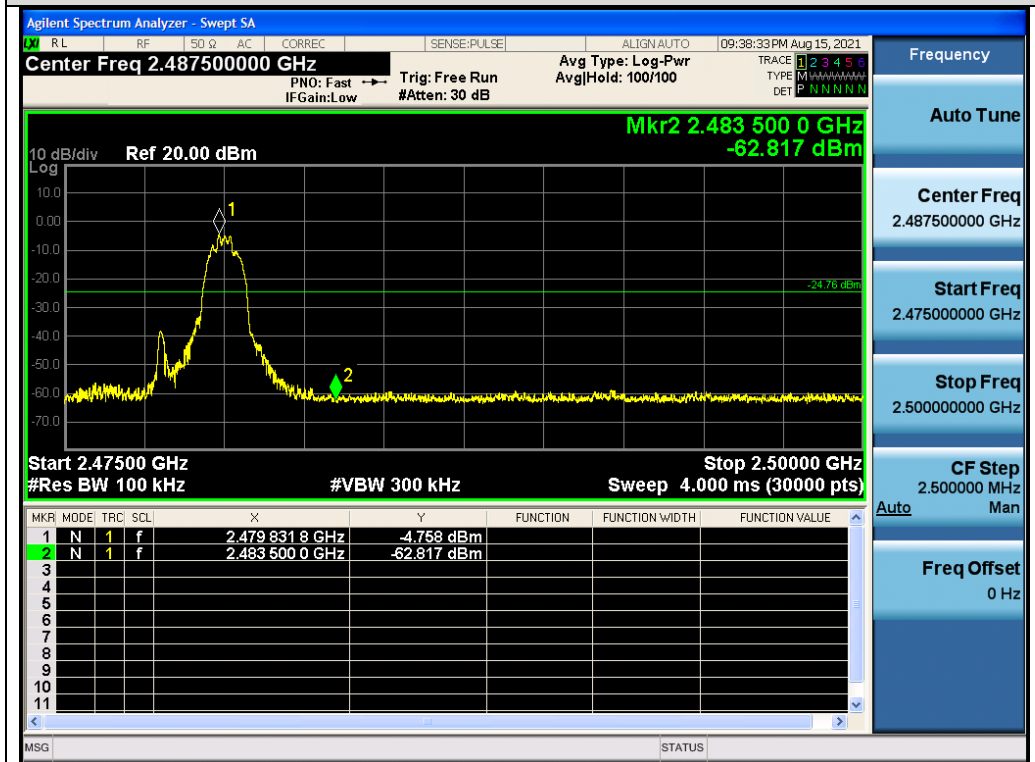 Agilent Spectrum Analyzer - Swept SA
LXI RL RF 50 Ω AC CORREC SENSE:PULSE ALIGNAUTO 09:38:33 PM Aug 15, 2021
Center Freq 2.487500000 GHz
PNO: Fast
IFGain:Low
Trig: Free Run
#Atten: 30 dB
Avg Type: Log-Pwr
Avg|Hold: 100/100
TRACE 1 2 3 4 5 6
TYPE M W W W W W
DET P N N N N N
Mkr2 2.483 500 0 GHz
-62.817 dBm
10 dB/div Ref 20.00 dBm
Log
10.0
0.00
-10.0
-20.0
-30.0
-40.0
-50.0
-60.0
-70.0
1
2
-24.76 dBm
Start 2.47500 GHz Stop 2.50000 GHz
#Res BW 100 kHz #VBW 300 kHz Sweep 4.000 ms (30000 pts)
MKR MODE TRC SCL X Y FUNCTION FUNCTION WIDTH FUNCTION VALUE
1 N 1 f 2.479 831 8 GHz -4.758 dBm
2 N 1 f 2.483 500 0 GHz -62.817 dBm
3
4
5
6
7
8
9
10
11
MSG STATUS
Frequency
Auto Tune
Center Freq
2.487500000 GHz
Start Freq
2.475000000 GHz
Stop Freq
2.500000000 GHz
CF Step
2.500000 MHz
Auto Man
Freq Offset
0 Hz